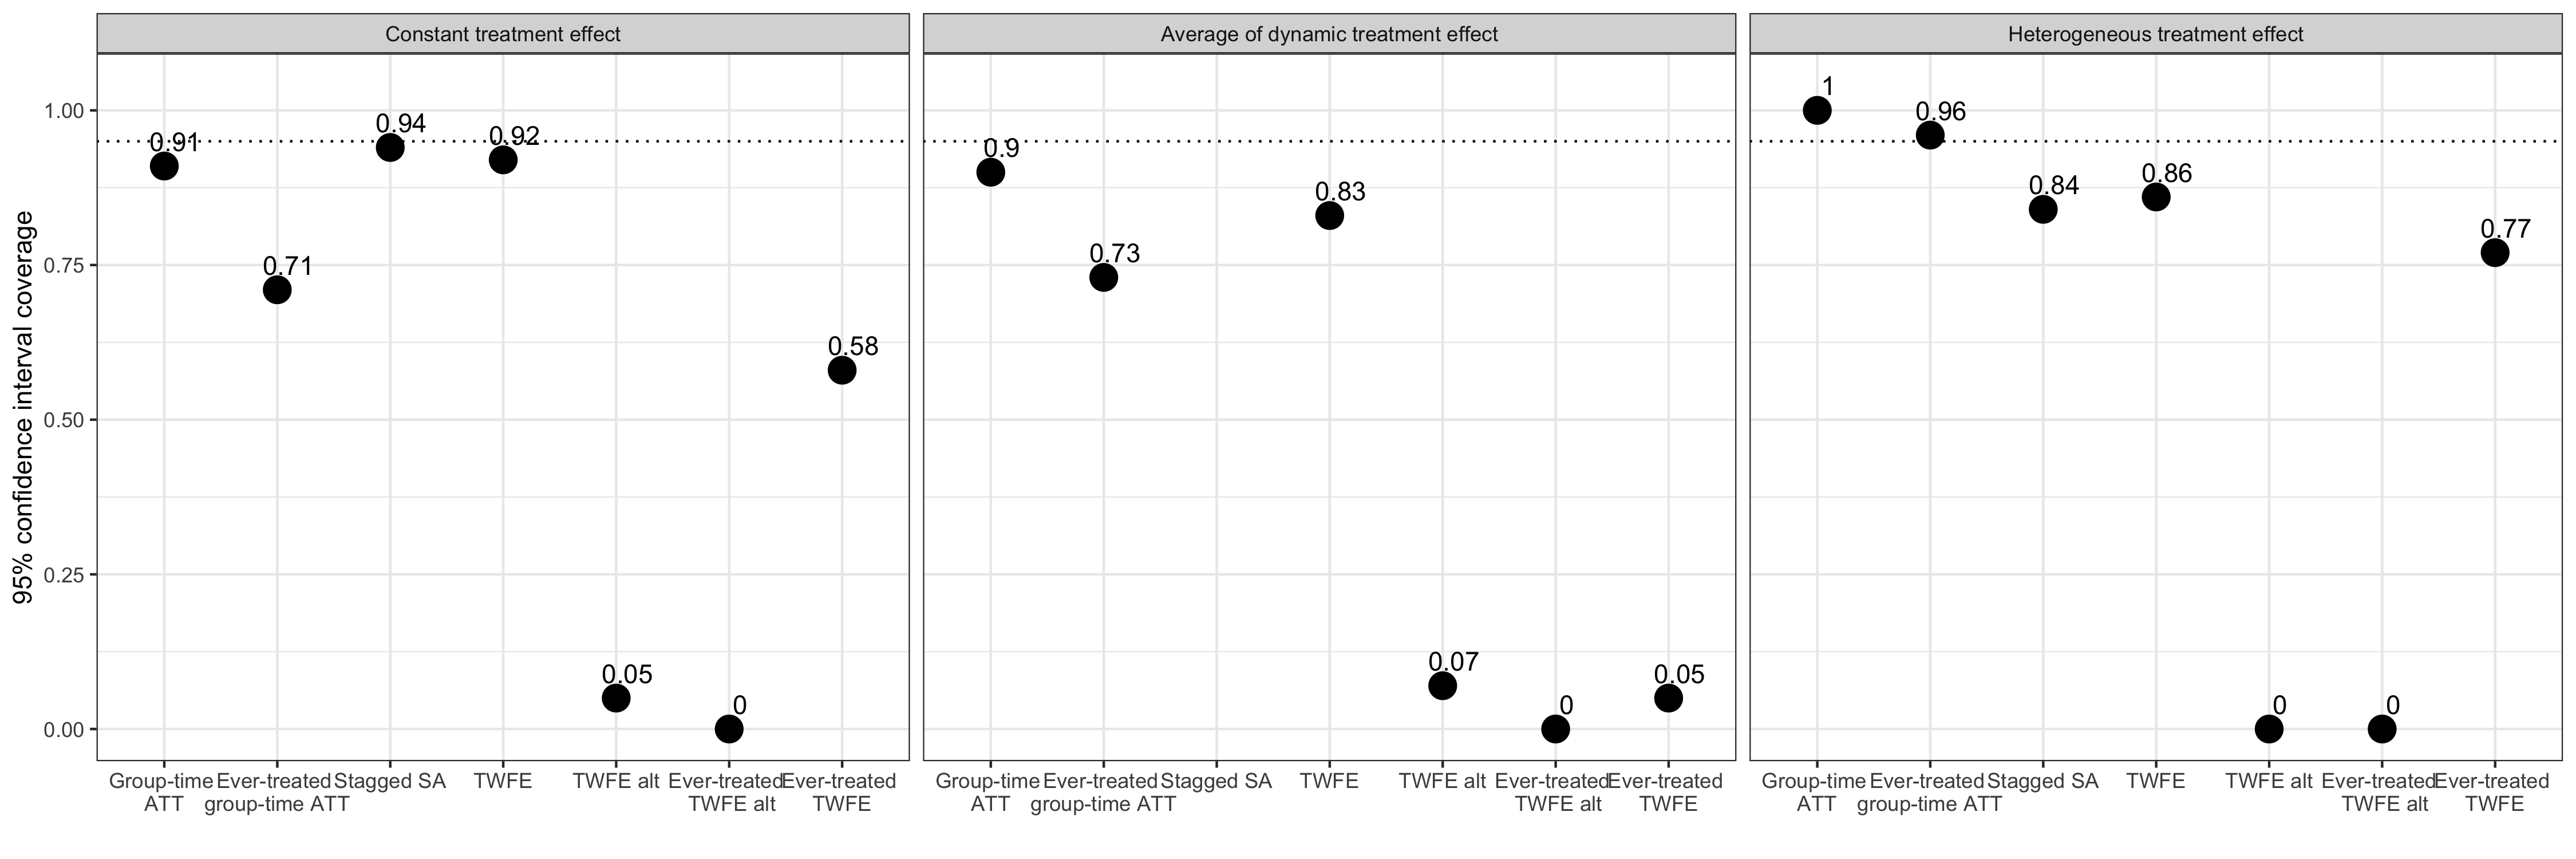 Constant treatment effect
Average of dynamic treatment effect
Heterogeneous treatment effect
95% confidence interval coverage
1.00
0.75
0.50
0.25
0.00
0.91
0.71
0.94
0.92
0.05
0
0.58
0.9
0.73
0.83
0.07
0
0.05
1
0.96
0.84
0.86
0
0
0.77
Group-time
ATT
Ever-treated
group-time ATT
Stagged SA
TWFE
TWFE alt
Ever-treated
TWFE alt
Ever-treated
TWFE
Group-time
ATT
Ever-treated
group-time ATT
Stagged SA
TWFE
TWFE alt
Ever-treated
TWFE alt
Ever-treated
TWFE
Group-time
ATT
Ever-treated
group-time ATT
Stagged SA
TWFE
TWFE alt
Ever-treated
TWFE alt
Ever-treated
TWFE